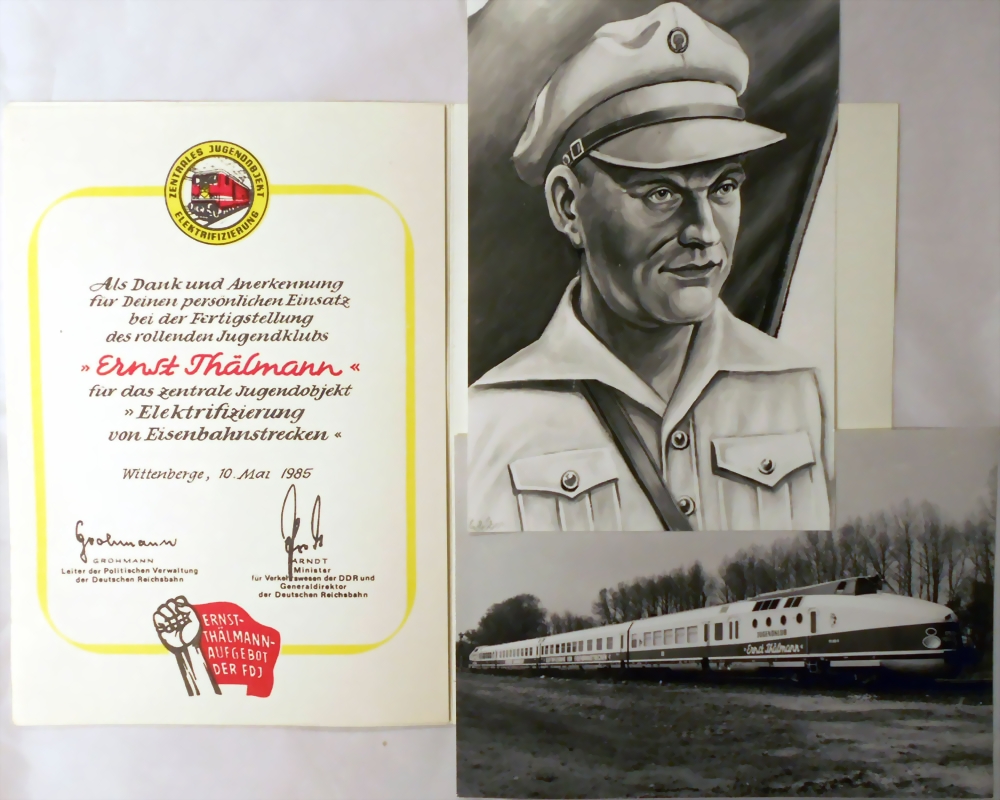 ZENTRALES JUGENDOBJEKT
ELEKTRIFIZIERUNG
Als Dank und Anerkennung
für Deinen persönlichen Einsatz
bei der Fertigstellung
des rollenden Jugendklubs
» Ernst Thälmann «
für das zentrale Jugendobjekt
» Elektrifizierung
von Eisenbahnstrecken «
Wittenberge, 10. Mai 1985
Grohmann
GROHMANN
Leiter der Politischen Verwaltung
der Deutschen Reichsbahn
ARNDT
Minister
für Verkehrswesen der DDR und
Generaldirektor
der Deutschen Reichsbahn
ERNST-
THÄLMANN-
AUFGEBOT
DER FDJ
JUGENDKLUB
"Ernst Thälmann"